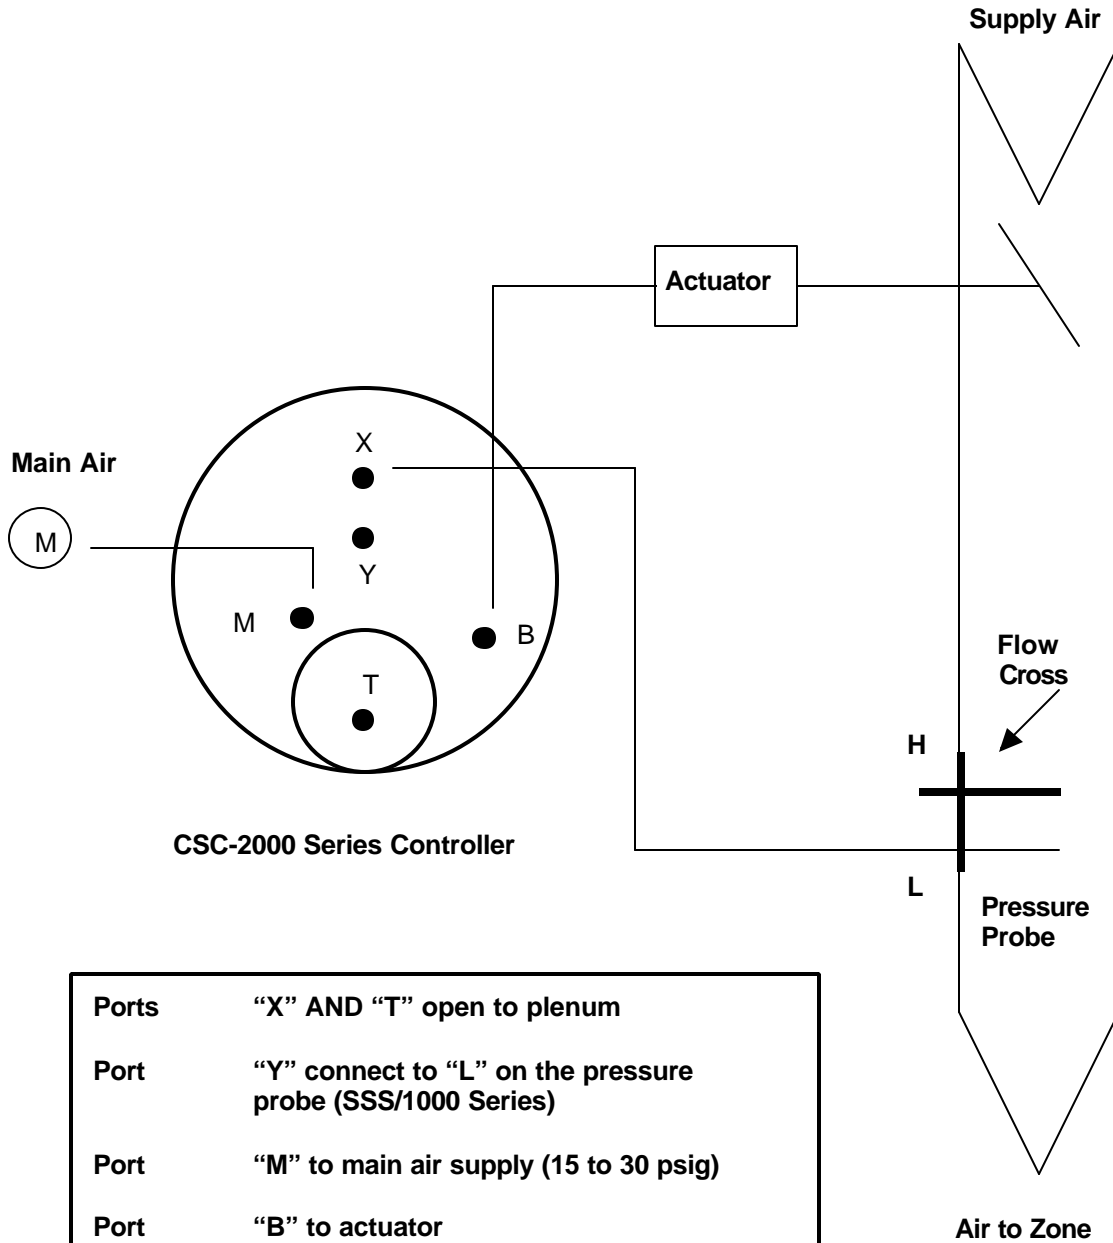 Supply Air
Actuator
X
Main Air
M
Y
M
B
T
Flow
Cross
H
CSC-2000 Series Controller
L
Pressure
Probe
Ports “X” AND “T” open to plenum
Port “Y” connect to “L” on the pressure
probe (SSS/1000 Series)
Port “M” to main air supply (15 to 30 psig)
Port “B” to actuator
Air to Zone